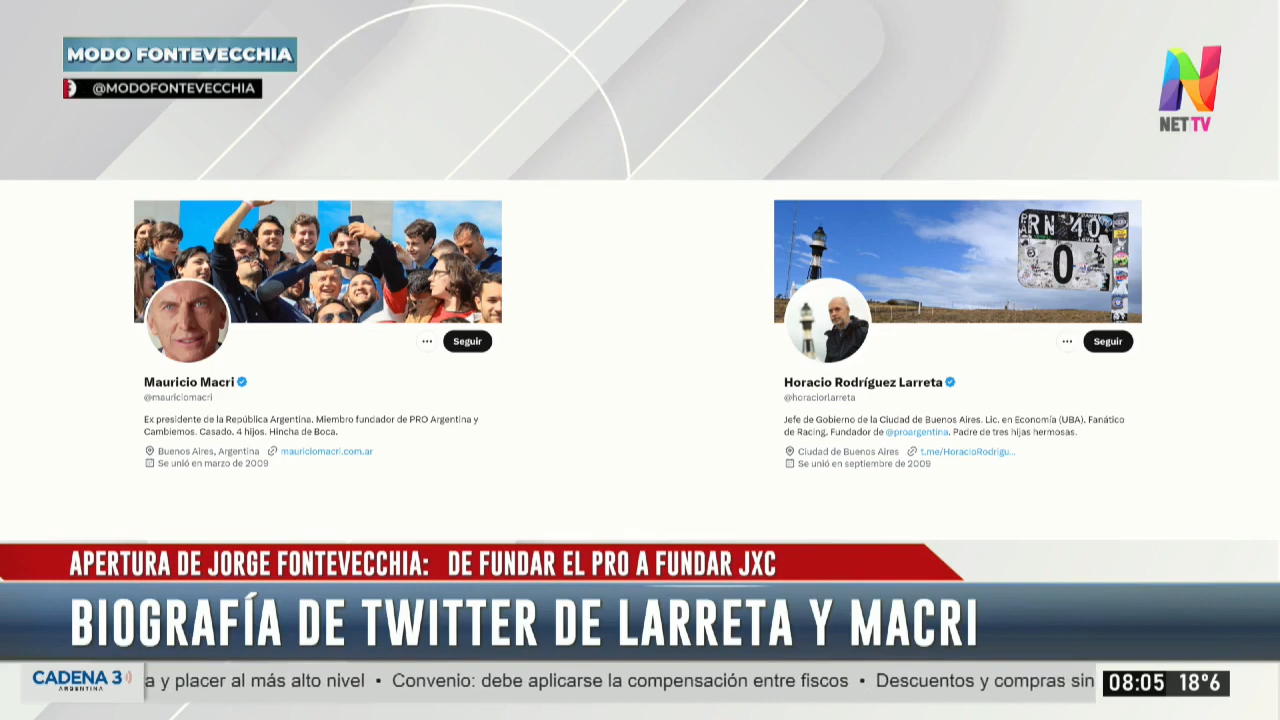 MODO FONTEVECCHIA
@MODOFONTEVECCHIA
NET TV
RN 40
0
Seguir
Seguir
Mauricio Macri
@mauriciomacri
Ex presidente de la República Argentina. Miembro fundador de PRO Argentina y
Cambiemos. Casado. 4 hijos. Hincha de Boca.
Buenos Aires, Argentina mauriciomacri.com.ar
Se unió en marzo de 2009
Horacio Rodríguez Larreta
@horaciorlarreta
Jefe de Gobierno de la Ciudad de Buenos Aires. Lic. en Economía (UBA). Fanático
de Racing. Fundador de @proargentina. Padre de tres hijas hermosas.
Ciudad de Buenos Aires t.me/HoracioRodrigu...
Se unió en septiembre de 2009
APERTURA DE JORGE FONTEVECCHIA: DE FUNDAR EL PRO A FUNDAR JXC
BIOGRAFÍA DE TWITTER DE LARRETA Y MACRI
CADENA 3
ARGENTINA
a y placer al más alto nivel • Convenio: debe aplicarse la compensación entre fiscos • Descuentos y compras sin
08:05 18°6